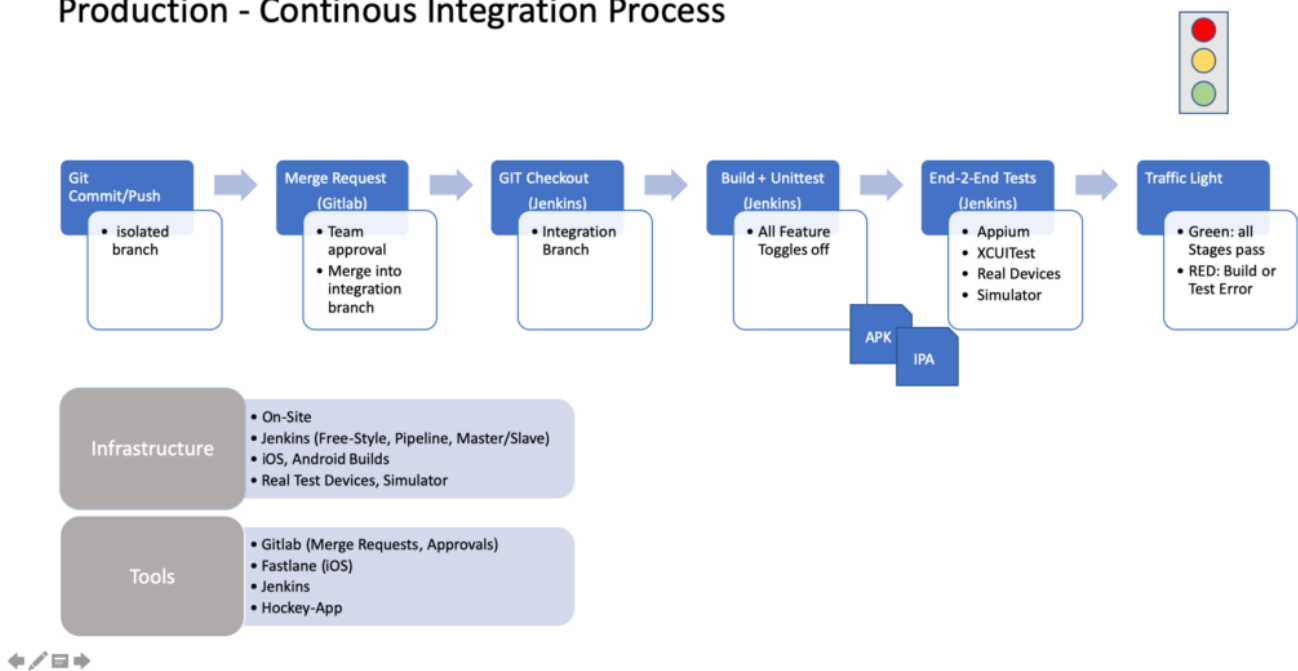 Production - Continous Integration Process
Git
Commit/Push
• isolated
branch
Merge Request
(Gitlab)
• Team
approval
• Merge into
integration
branch
GIT Checkout
(Jenkins)
• Integration
Branch
Build + Unittest
(Jenkins)
• All Feature
Toggles off
APK
IPA
End-2-End Tests
(Jenkins)
• Appium
• XCUITest
• Real Devices
• Simulator
Traffic Light
• Green: all
Stages pass
• RED: Build or
Test Error
Infrastructure
• On-Site
• Jenkins (Free-Style, Pipeline, Master/Slave)
• iOS, Android Builds
• Real Test Devices, Simulator
Tools
• Gitlab (Merge Requests, Approvals)
• Fastlane (iOS)
• Jenkins
• Hockey-App